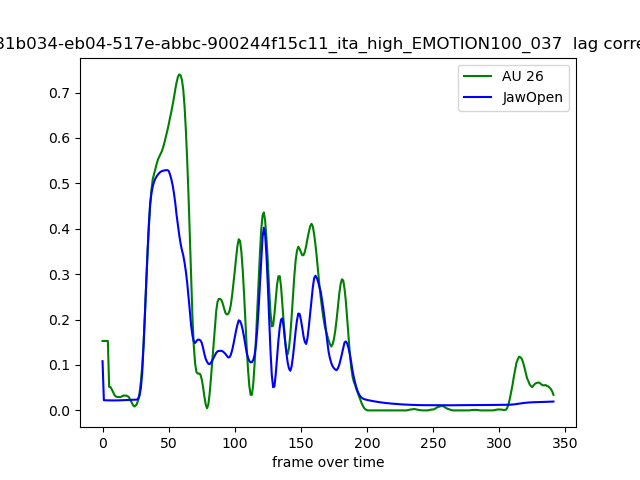 31b034-eb04-517e-abbc-900244f15c11_ita_high_EMOTION100_037 lag corre
AU 26
JawOpen
0.7
0.6
0.5
0.4
0.3
0.2
0.1
0.0
0 50 100 150 200 250 300 350
frame over time